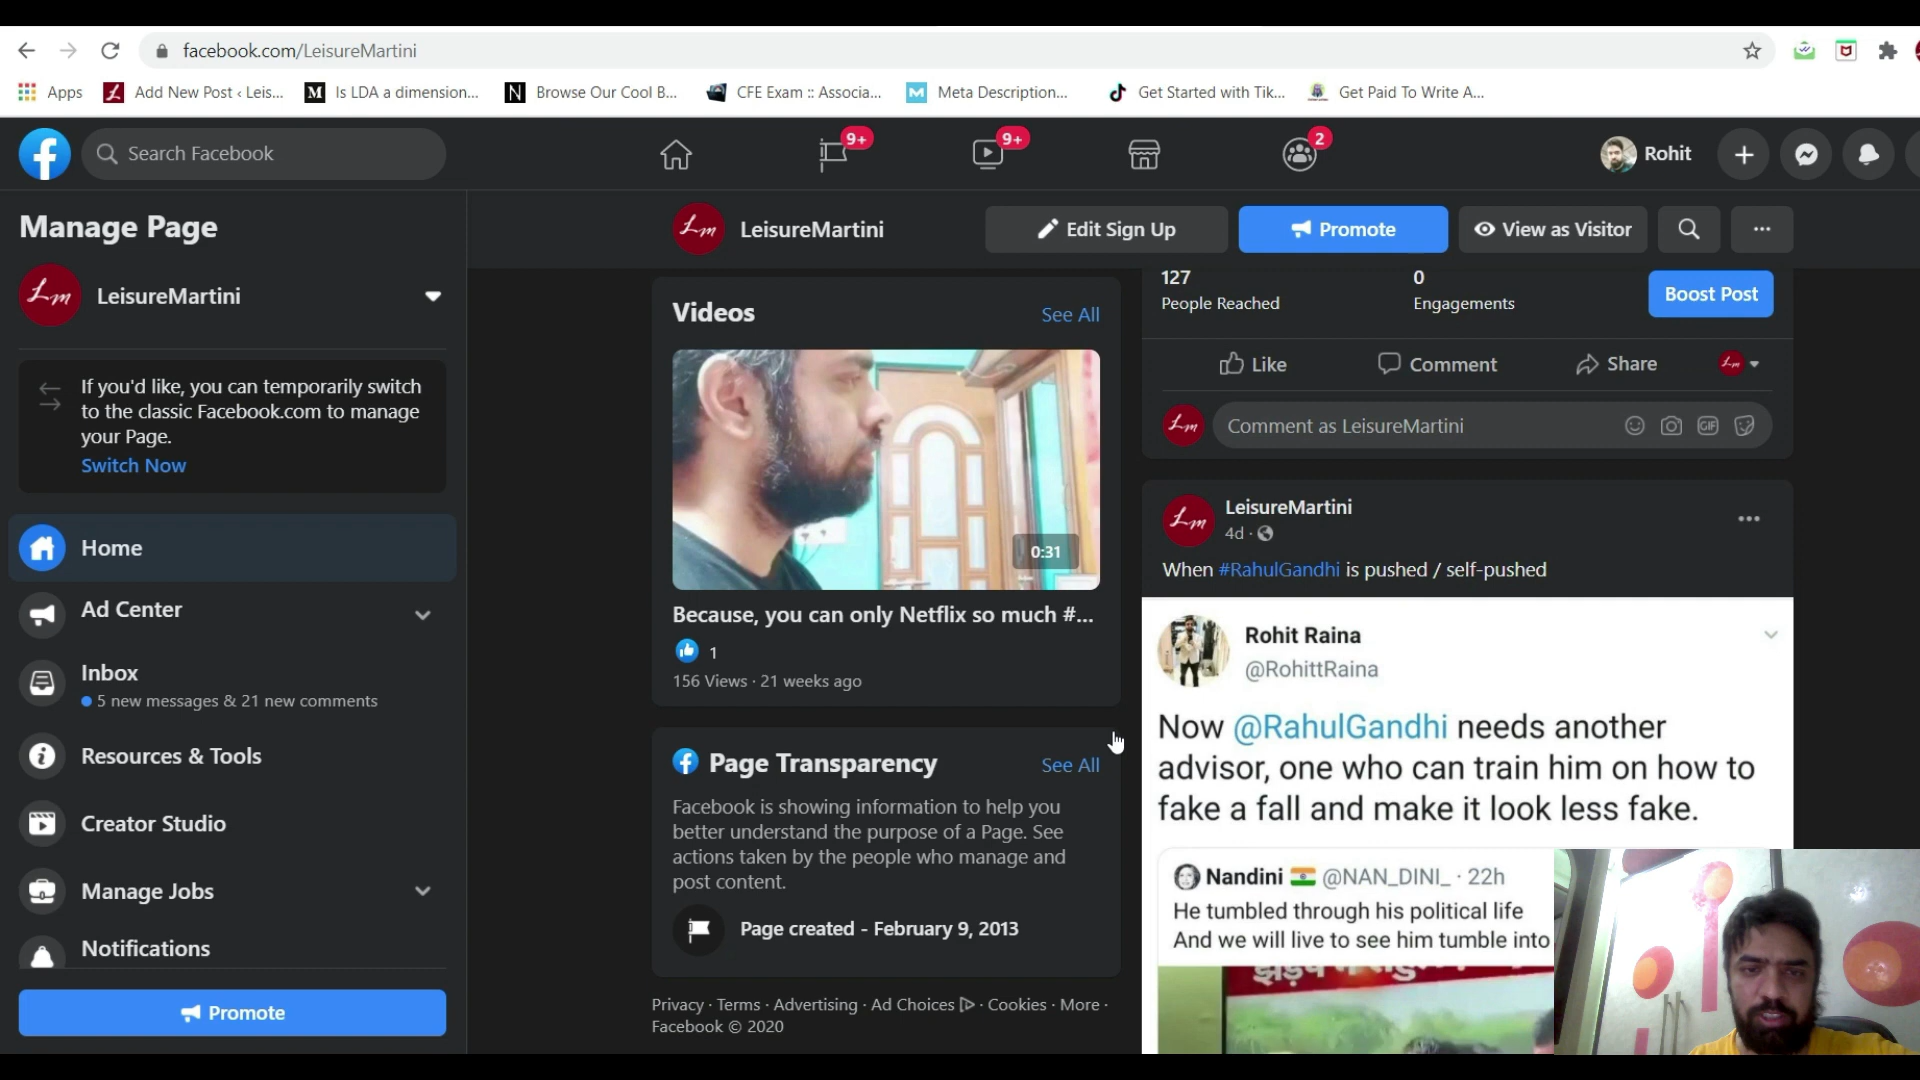 facebook.com/LeisureMartini
Apps
Add New Post ‹ Leis...
Is LDA a dimension...
Browse Our Cool B...
CFE Exam :: Associa...
Meta Description...
Get Started with Tik...
Get Paid To Write A...
Search Facebook
9+
9+
2
Rohit
Manage Page
Lm LeisureMartini
Edit Sign Up
Promote
View as Visitor
Lm LeisureMartini
If you'd like, you can temporarily switch
to the classic Facebook.com to manage
your Page.
Switch Now
Home
Ad Center
Inbox
5 new messages & 21 new comments
Resources & Tools
Creator Studio
Manage Jobs
Notifications
Promote
Videos
See All
0:31
Because, you can only Netflix so much #...
1
156 Views · 21 weeks ago
Page Transparency
See All
Facebook is showing information to help you
better understand the purpose of a Page. See
actions taken by the people who manage and
post content.
Page created - February 9, 2013
Privacy · Terms · Advertising · Ad Choices · Cookies · More ·
Facebook © 2020
127
People Reached
0
Engagements
Boost Post
Like
Comment
Share
Lm
Lm
Comment as LeisureMartini
GIF
Lm
LeisureMartini
4d ·
When #RahulGandhi is pushed / self-pushed
Rohit Raina
@RohittRaina
Now @RahulGandhi needs another
advisor, one who can train him on how to
fake a fall and make it look less fake.
Nandini @NAN_DINI_ · 22h
He tumbled through his political life
And we will live to see him tumble into